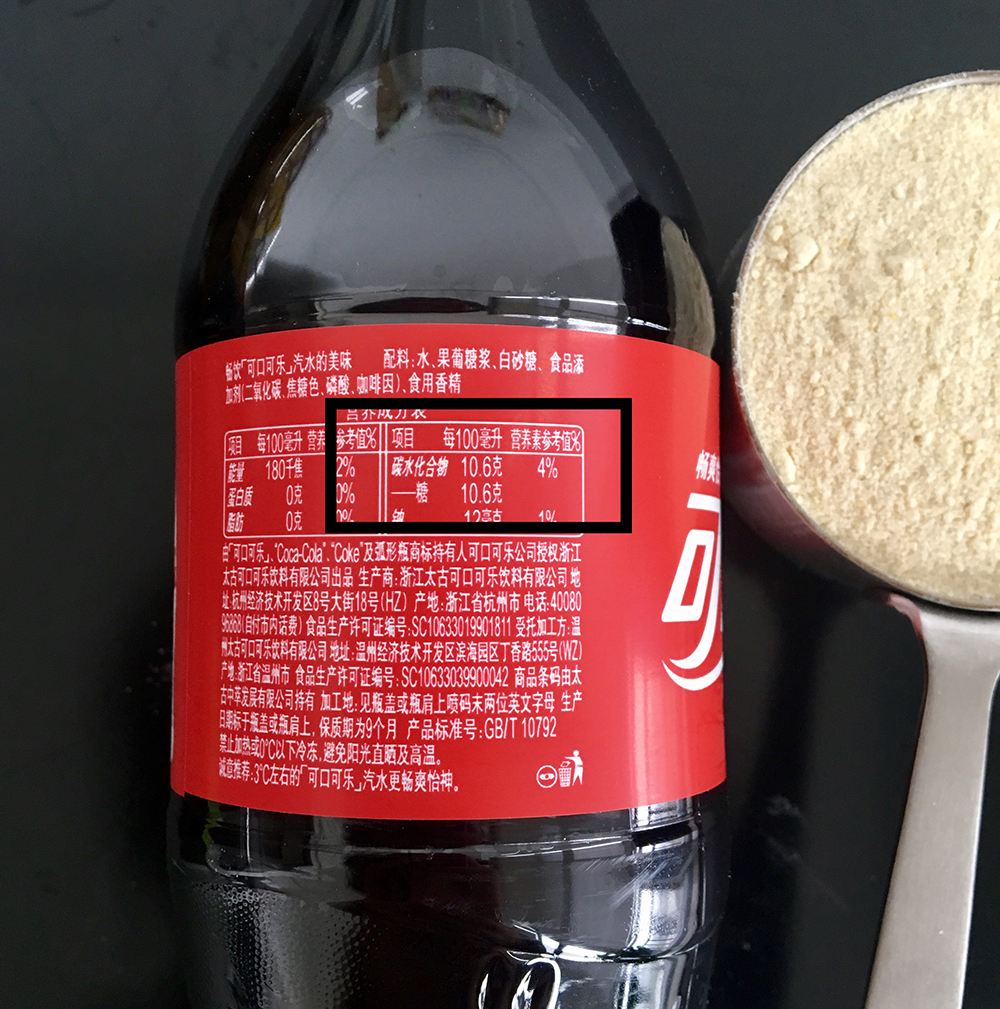 畅饮「可口可乐」汽水的美味 配料:水、果葡糖浆、白砂糖、食品添
加剂(二氧化碳、焦糖色、磷酸、咖啡因)、食用香精
营养成分表
项目 每100毫升 营养素参考值% 项目 每100毫升 营养素参考值%
能量 180千焦 2% 碳水化合物 10.6克 4%
蛋白质 0克 0% —糖 10.6克
脂肪 0克 0% 钠 12毫克 1%
由「可口可乐」,"Coca-Cola","Coke"及弧形瓶商标持有人可口可乐公司授权浙江
太古可口可乐饮料有限公司出品 生产商:浙江太古可口可乐饮料有限公司 地
址:杭州经济技术开发区8号大街18号(HZ) 产地:浙江省杭州市 电话:40080
96868(自付市内话费) 食品生产许可证编号:SC10633019901811 受托加工方:温
州太古可口可乐饮料有限公司 地址:温州经济技术开发区滨海园区丁香路555号(WZ)
产地:浙江省温州市 食品生产许可证编号:SC10633039900042 商品条码由太
古中萃发展有限公司持有 加工地:见瓶盖或瓶肩上喷码末两位英文字母 生产
日期标于瓶盖或瓶肩上, 保质期为9个月 产品标准号:GB/T 10792
禁止加热或0℃以下冷冻,避免阳光直晒及高温。
诚意推荐:3℃左右的「可口可乐」汽水更畅爽怡神。
畅爽
可